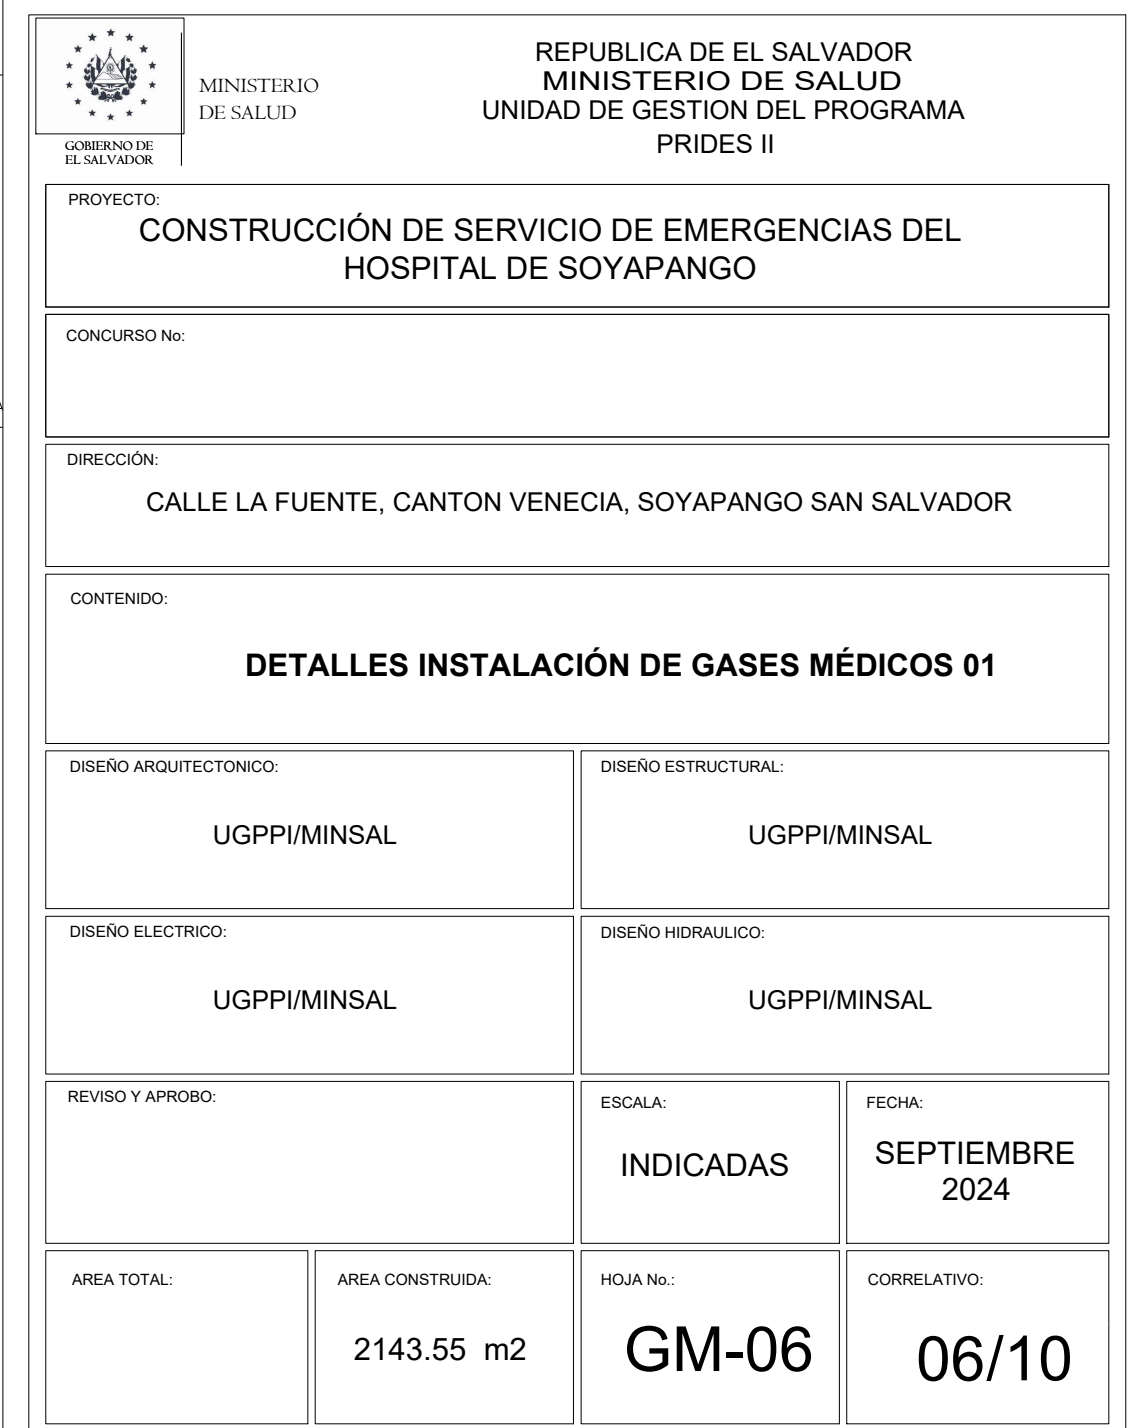 GOBIERNO DE
EL SALVADOR
MINISTERIO
DE SALUD
REPUBLICA DE EL SALVADOR
MINISTERIO DE SALUD
UNIDAD DE GESTION DEL PROGRAMA
PRIDES II
PROYECTO:
CONSTRUCCIÓN DE SERVICIO DE EMERGENCIAS DEL
HOSPITAL DE SOYAPANGO
CONCURSO No:
DIRECCIÓN:
CALLE LA FUENTE, CANTON VENECIA, SOYAPANGO SAN SALVADOR
CONTENIDO:
DETALLES INSTALACIÓN DE GASES MÉDICOS 01
DISEÑO ARQUITECTONICO:
UGPPI/MINSAL
DISEÑO ESTRUCTURAL:
UGPPI/MINSAL
DISEÑO ELECTRICO:
UGPPI/MINSAL
DISEÑO HIDRAULICO:
UGPPI/MINSAL
REVISO Y APROBO:
ESCALA:
INDICADAS
FECHA:
SEPTIEMBRE
2024
AREA TOTAL:
AREA CONSTRUIDA:
2143.55 m2
HOJA No.:
GM-06
CORRELATIVO:
06/10